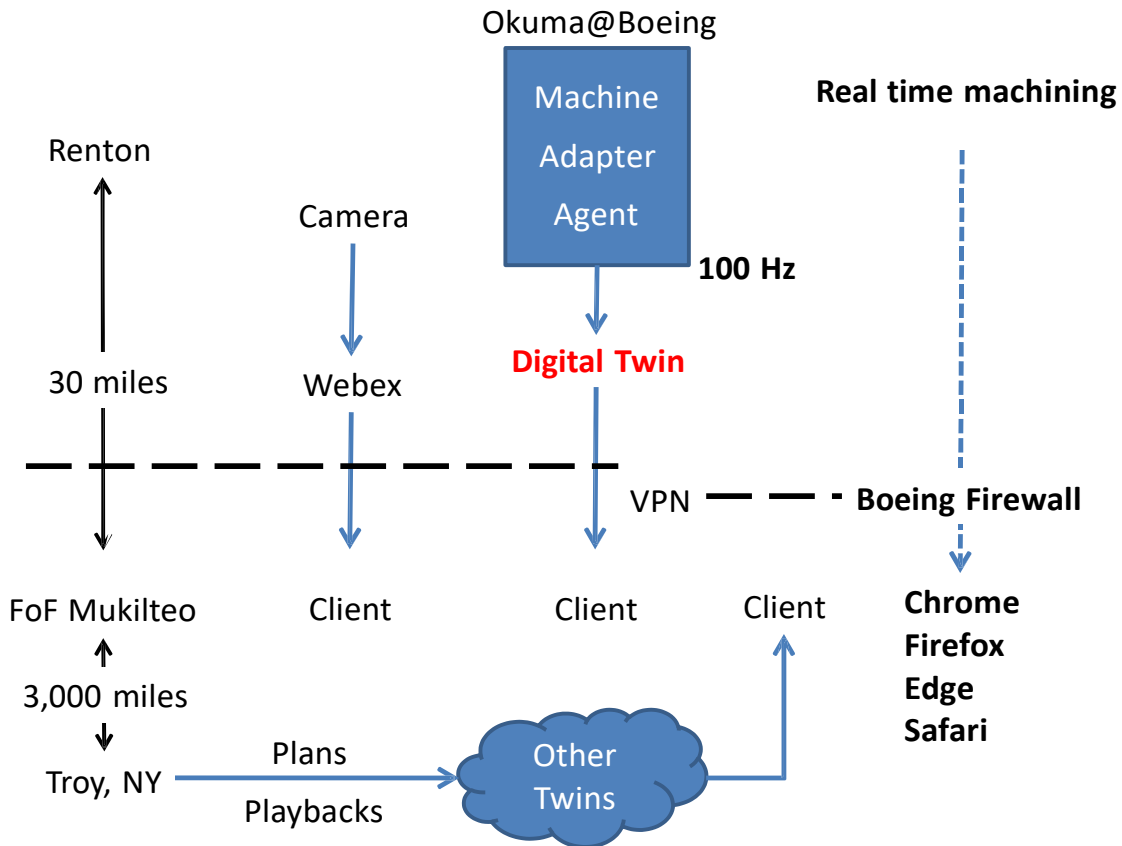 Okuma@Boeing
Machine
Adapter
Agent
100 Hz
Real time machining
Renton
Camera
30 miles
Webex
Digital Twin
VPN
Boeing Firewall
FoF Mukilteo
Client
Client
Client
Chrome
Firefox
Edge
Safari
3,000 miles
Troy, NY
Plans
Playbacks
Other
Twins